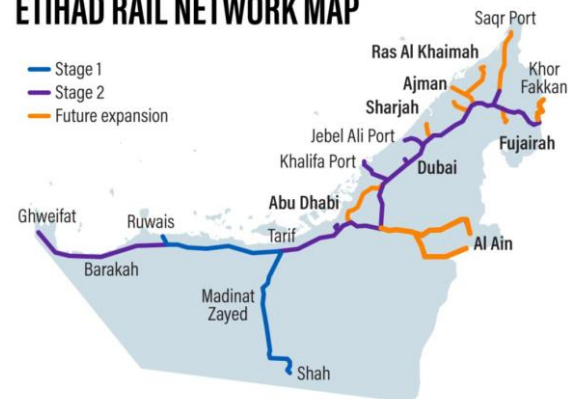 ETIHAD RAIL NETWORK MAP
Stage 1
Stage 2
Future expansion
Saqr Port
Ras Al Khaimah
Khor
Fakkan
Ajman
Sharjah
Jebel Ali Port
Fujairah
Khalifa Port
Dubai
Abu Dhabi
Ghweifat
Ruwais
Tarif
Al Ain
Barakah
Madinat
Zayed
Shah